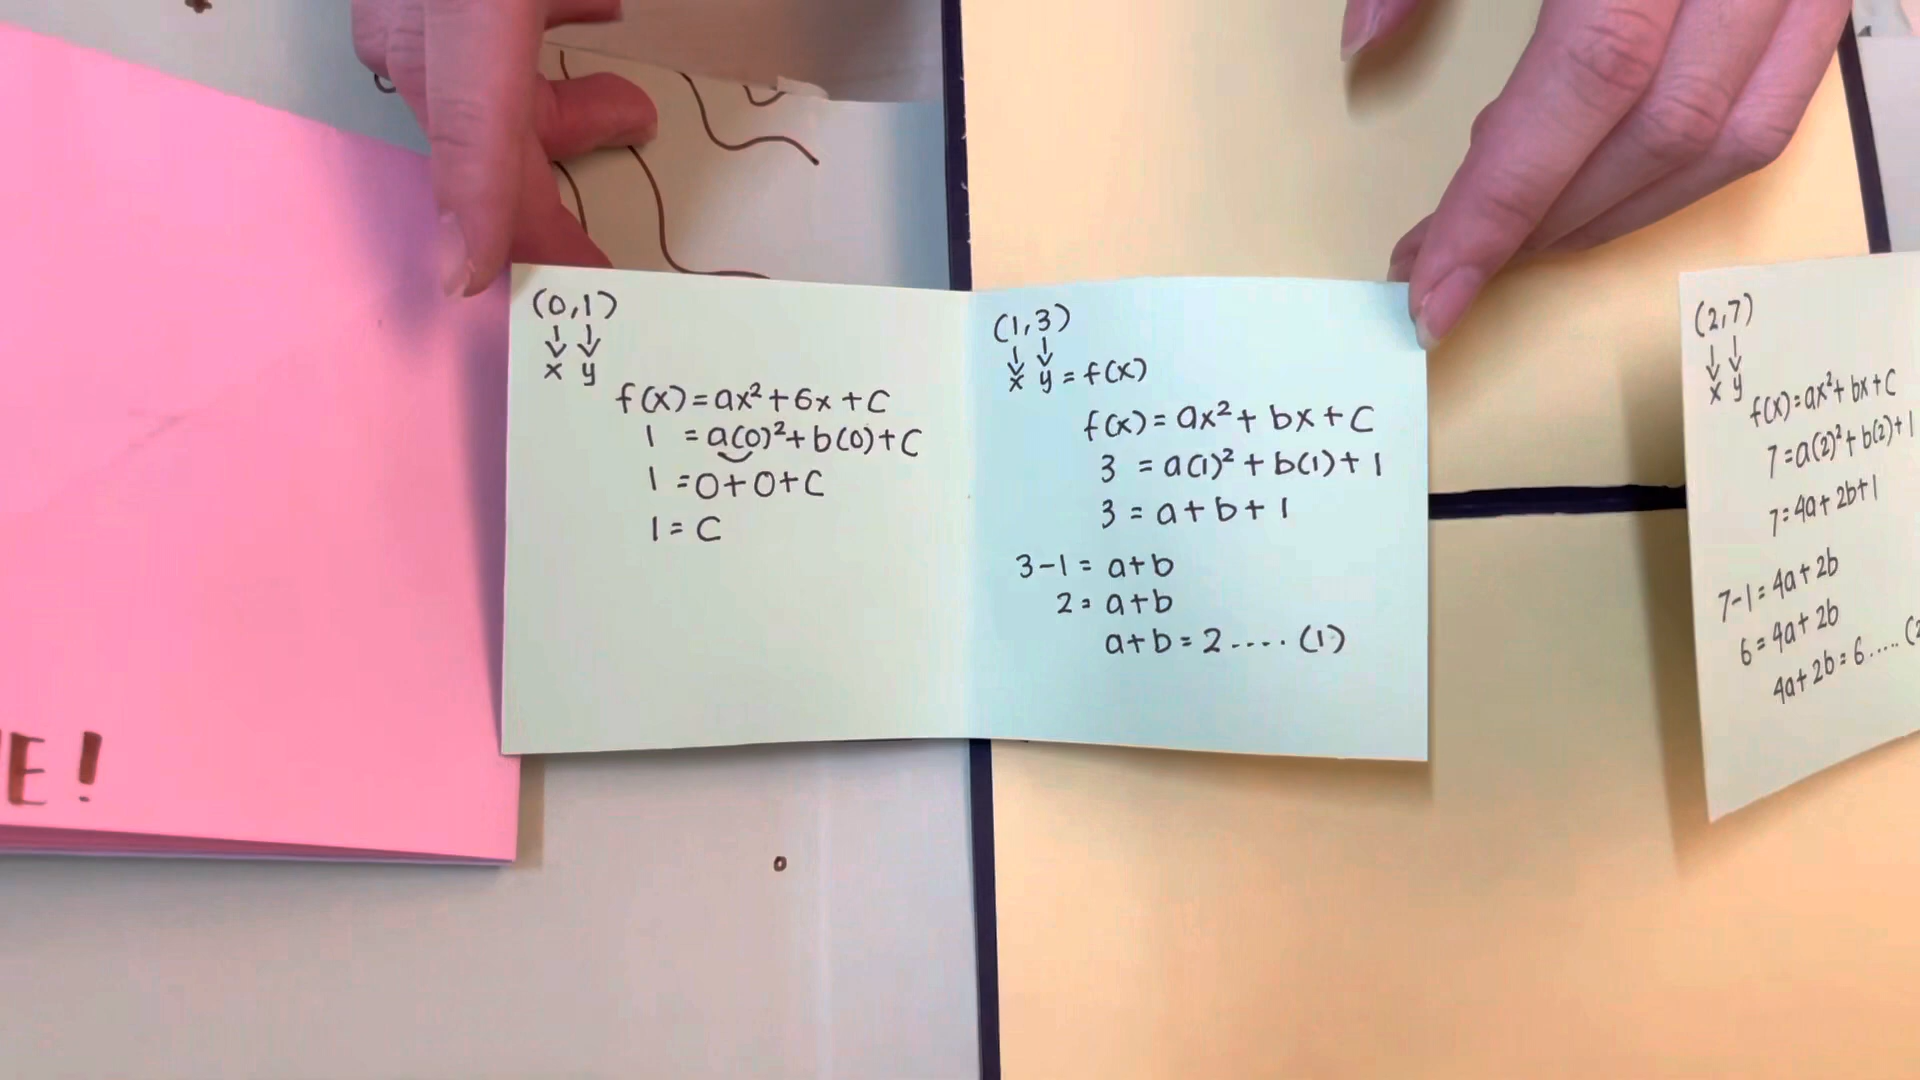 E!
(0,1)
↓ ↓
x y
f(x)=ax²+6x+C
1 = a(0)²+b(0)+C
1 =0+0+C
1 = C
(1,3)
↓ ↓
x y = f(x)
f(x)= ax²+ bx+C
3 = a(1)² + b(1)+1
3 = a+b+1
3-1= a+b
2= a+b
a+b=2.....(1)
(2,7)
↓ ↓
x y
f(x)=ax²+bx+C
7=a(2)²+b(2)+1
7=4a+2b+1
7-1=4a+2b
6=4a+2b
4a+2b=6.....(2